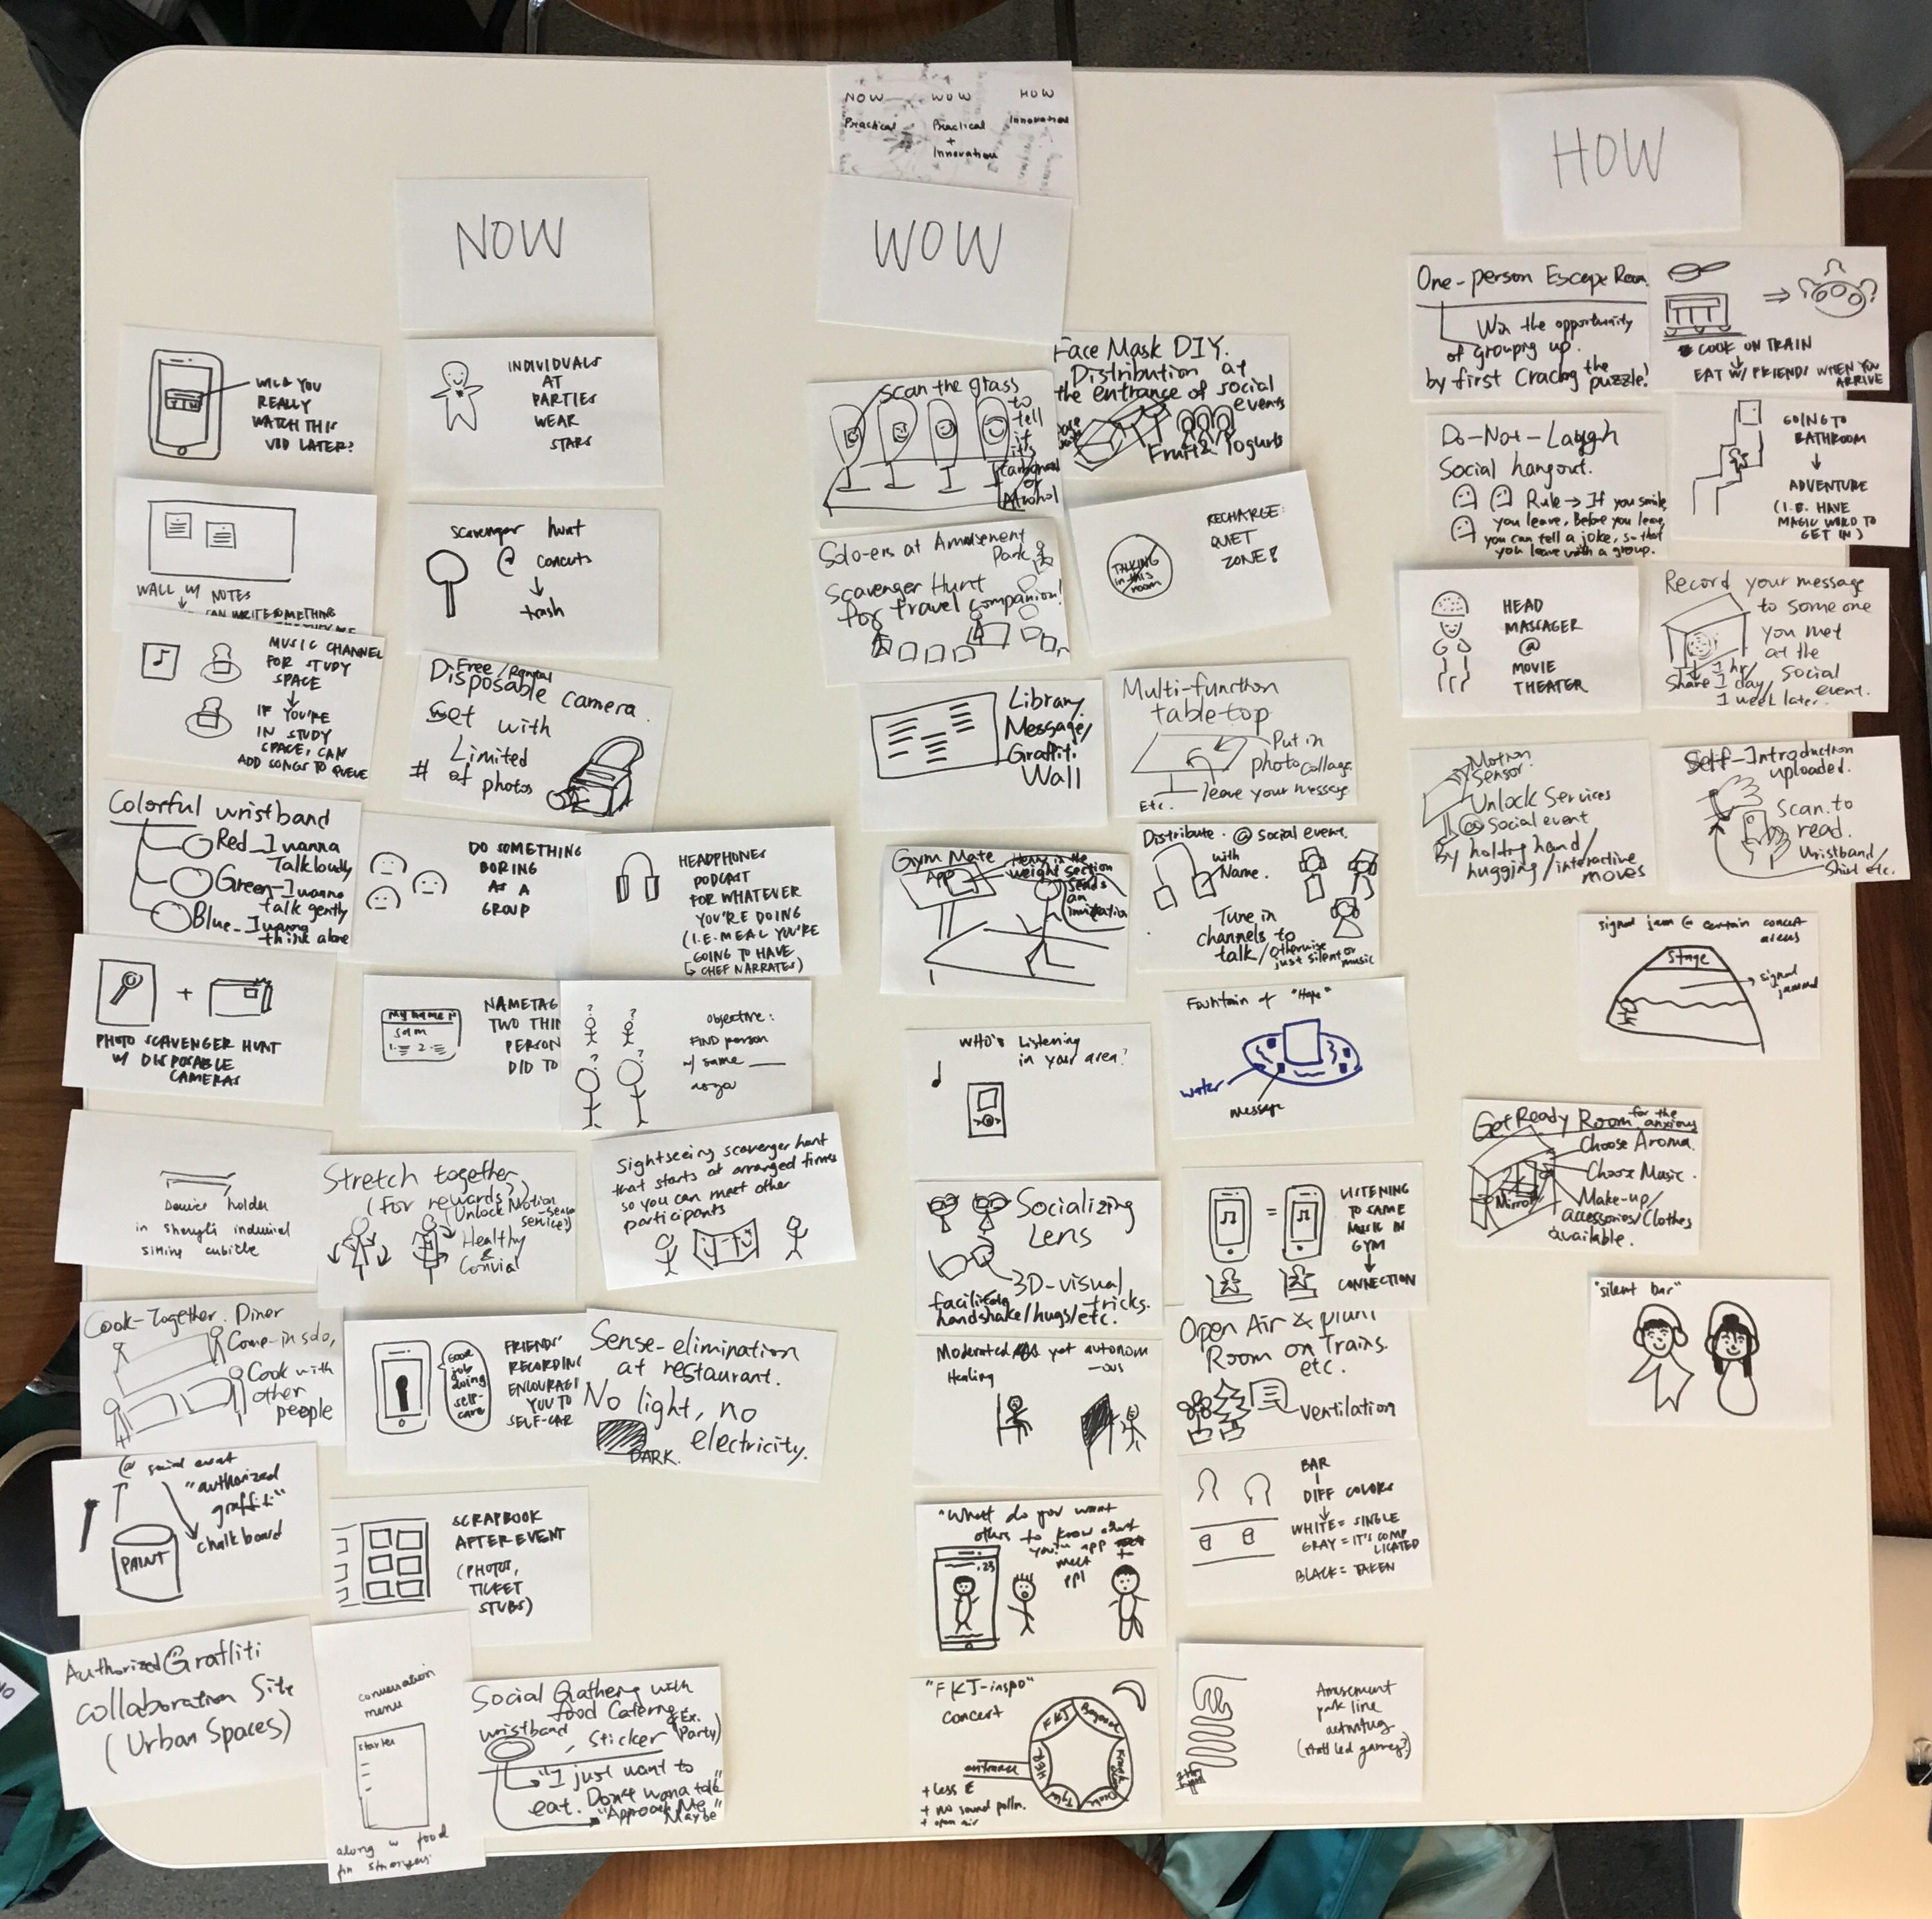 NOW WOW HOW
Practical Practical Innovation
+
Innovation
NOW
WOW
HOW
WILL YOU
REALLY
WATCH THIS
VOD LATER?
INDIVIDUALS
AT
PARTIES
WEAR
STARS
WALL W/ NOTES
CAN WRITE SOMETHING
scavenger hunt
@ concerts
trash
MUSIC CHANNEL
FOR STUDY
SPACE
IF YOU'RE
IN STUDY
SPACE, CAN
ADD SONGS TO QUEUE
Free/Rental
Disposable camera
Set with
Limited
# of photos
Colorful wristband
Red_I wanna
Talk loudly
Green_I wanna
talk gently
Blue_I wanna
think alone
DO SOMETHING
BORING
AS A
GROUP
HEADPHONES
PODCAST
FOR WHATEVER
YOU'RE DOING
(I.E. MEAL YOU'RE
GOING TO HAVE
CHEF NARRATES)
+
PHOTO SCAVENGER HUNT
W/ DISPOSABLE
CAMERAS
My name is
Sam
1. 2.
NAMETAG
TWO THIN
PERSON
DID TO
? ?
? ?
objective:
FIND person
w/ same ___
as you
Device holder
in
cubicle
Stretch together
(For rewards?)
Unlock Motion-Sensor
Services?)
Healthy
&
Convivial
Sightseeing scavenger hunt
that starts at arranged times
so you can meet other
participants
Cook-Together Diner
Come-in solo,
Cook with
other
people
Good
job
doing
self-
care
FRIENDS'
RECORDING
ENCOURAGI
YOU TO
SELF-CAR
Sense-elimination
at restaurant.
No light, no
electricity.
DARK.
@ social event
"authorized
graffiti"
chalkboard
PAINT
SCRAPBOOK
AFTER EVENT
(PHOTOS,
TICKET
STUBS)
Authorized Graffiti
collaboration Site
(Urban Spaces)
conversation
menu
starter
along w food
for strangers
Social Gathering with
food Catering
(Ex. Party)
wristband, Sticker
"I just want to
eat. Don't wanna talk"
"Approach Me
Maybe"
Scan the glass
to
tell
if
it's
or
Alcohol
Face Mask DIY.
Distribution at
the entrance of social
events
Fruit & Yogurts
Solo-ers at Amusement
Park
Scavenger Hunt
for travel companion!
TALKING
in this
room
RECHARGE:
QUIET
ZONE!
Library
Message/
Graffiti
Wall
Multi-function
tabletop
Put in
photo collage
leave your message
Etc.
Gym Mate
App
in the
weight section
sends
an
invitation
Distribute @ social event.
with
Name.
Tune in
channels to
talk/otherwise
just silent or
music
WHO's Listening
in your area?
Fountain of "Hope"
water
message
Socializing
Lens
3D-visual
tricks.
facilitate
handshake/hugs/etc.
=
LISTENING
TO SAME
MUSIC IN
GYM
CONNECTION
Moderated yet autonom
-ous
Healing
Open Air & plant
Room on Trains.
etc.
Ventilation
"What do you want
others to know about
you" app
meet
ppl
BAR
DIFF COLORS
WHITE = SINGLE
GRAY = IT'S COMP
LICATED
BLACK = TAKEN
"FKJ-inspo"
concert
FKJ
entrance
+ less E
+ no sound polln.
+ open air
Amusement
park line
activities
(staff led games?)
One-person Escape Room
Win the opportunity
of grouping up
by first Cracking the
puzzle!
COOK ON TRAIN
EAT W/ FRIENDS WHEN YOU
ARRIVE
Do-Not-Laugh
Social hangout.
Rule → If you smile,
you leave, Before you leave,
you can tell a joke, so that
you leave with a group.
GOING TO
BATHROOM
ADVENTURE
(I.E. HAVE
MAGIC WORD TO
GET IN)
HEAD
MASSAGER
@
MOVIE
THEATER
Record your message
to some one
you met
at the
social
event.
Share 1 hr/
1 day/
1 week later.
Motion
Sensor
Unlock Services
@ Social event
By holding hand/
hugging/interactive
moves
Self-Introduction
uploaded.
Scan to
read.
Wristband/
Shirt etc.
signal jam @ certain concert
areas
Stage
signal
jammed
Get Ready Room for the
anxious
Choose Aroma
Choose Music.
Mirror
Make-up/
accessories/Clothes
available.
"silent bar"